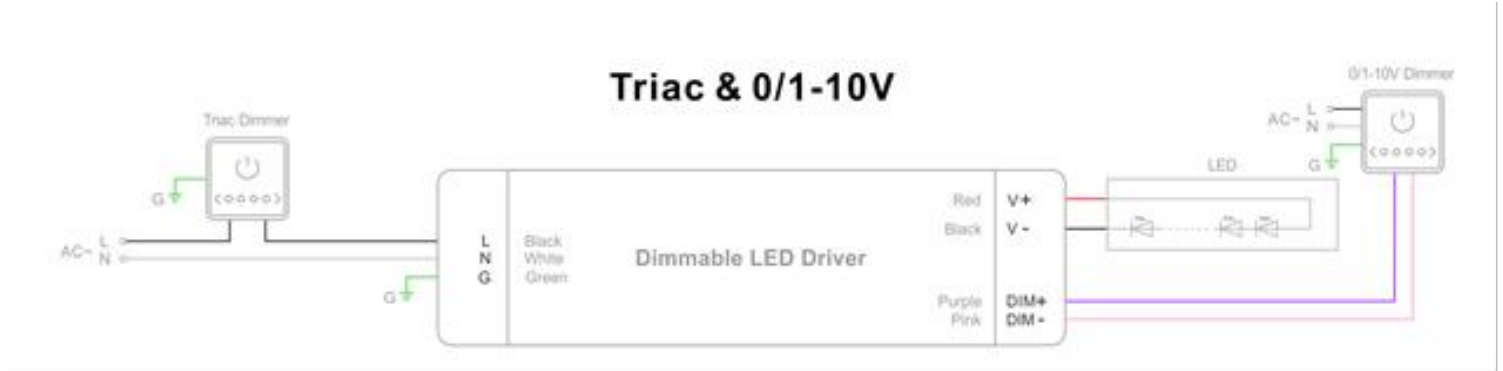 Triac & 0/1-10V
0/1-10V Dimmer
AC~ L
N
G
Triac Dimmer
G
AC~ L
N
LED
Red V+
Black V-
L Black
N White
G Green
G
Dimmable LED Driver
Purple DIM+
Pink DIM-